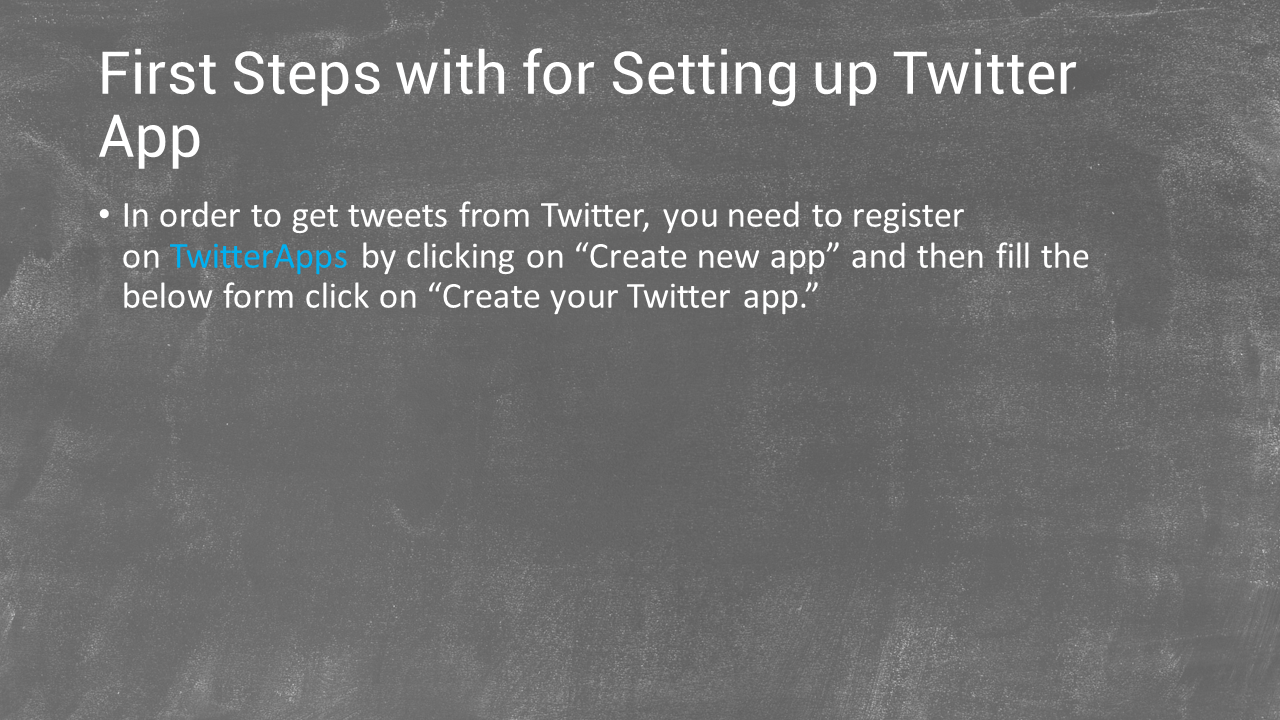 First Steps with for Setting up Twitter
App
• In order to get tweets from Twitter, you need to register
on TwitterApps by clicking on “Create new app” and then fill the
below form click on “Create your Twitter app.”